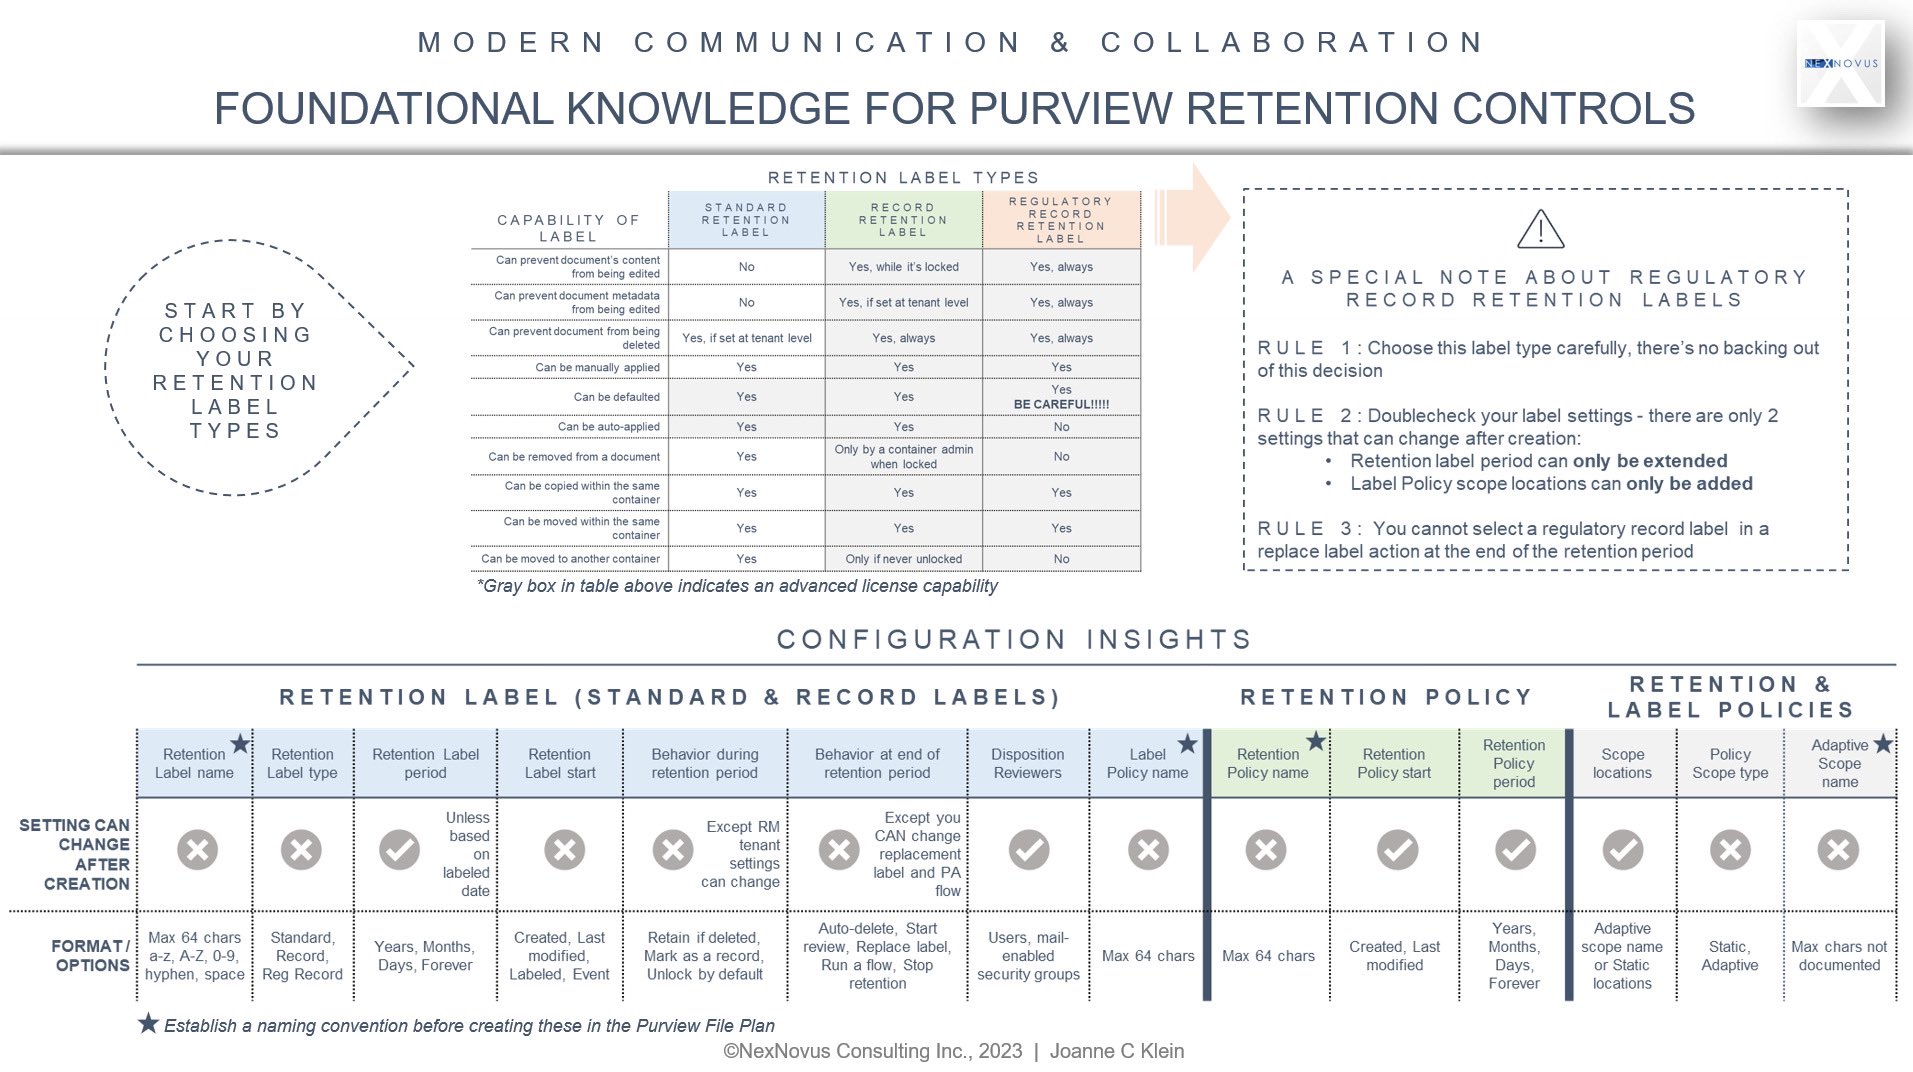 MODERN COMMUNICATION & COLLABORATION
FOUNDATIONAL KNOWLEDGE FOR PURVIEW RETENTION CONTROLS
NEXNOVUS
START BY
CHOOSING
YOUR
RETENTION
LABEL
TYPES
RETENTION LABEL TYPES
CAPABILITY OF
LABEL
STANDARD
RETENTION
LABEL
RECORD
RETENTION
LABEL
REGULATORY
RECORD
RETENTION
LABEL
Can prevent document's content
from being edited
No
Yes, while it's locked
Yes, always
Can prevent document metadata
from being edited
No
Yes, if set at tenant level
Yes, always
Can prevent document from being
deleted
Yes, if set at tenant level
Yes, always
Yes, always
Can be manually applied
Yes
Yes
Yes
Can be defaulted
Yes
Yes
Yes
BE CAREFUL!!!!!
Can be auto-applied
Yes
Yes
No
Can be removed from a document
Yes
Only by a container admin
when locked
No
Can be copied within the same
container
Yes
Yes
Yes
Can be moved within the same
container
Yes
Yes
Yes
Can be moved to another container
Yes
Only if never unlocked
No
*Gray box in table above indicates an advanced license capability
A SPECIAL NOTE ABOUT REGULATORY
RECORD RETENTION LABELS
RULE 1: Choose this label type carefully, there's no backing out
of this decision
RULE 2: Doublecheck your label settings - there are only 2
settings that can change after creation:
• Retention label period can only be extended
• Label Policy scope locations can only be added
RULE 3: You cannot select a regulatory record label in a
replace label action at the end of the retention period
CONFIGURATION INSIGHTS
RETENTION LABEL (STANDARD & RECORD LABELS)
RETENTION POLICY
RETENTION &
LABEL POLICIES
Retention
Label name
Retention
Label type
Retention Label
period
Retention
Label start
Behavior during
retention period
Behavior at end of
retention period
Disposition
Reviewers
Label
Policy name
Retention
Policy name
Retention
Policy start
Retention
Policy
period
Scope
locations
Policy
Scope type
Adaptive
Scope
name
SETTING CAN
CHANGE
AFTER
CREATION
Unless
based
on
labeled
date
Except RM
tenant
settings
can change
Except you
CAN change
replacement
label and PA
flow
FORMAT /
OPTIONS
Max 64 chars
a-z, A-Z, 0-9,
hyphen, space
Standard,
Record,
Reg Record
Years, Months,
Days, Forever
Created, Last
modified,
Labeled, Event
Retain if deleted,
Mark as a record,
Unlock by default
Auto-delete, Start
review, Replace label,
Run a flow, Stop
retention
Users, mail-
enabled
security groups
Max 64 chars
Max 64 chars
Created, Last
modified
Years,
Months,
Days,
Forever
Adaptive
scope name
or Static
locations
Static,
Adaptive
Max chars not
documented
Establish a naming convention before creating these in the Purview File Plan
©NexNovus Consulting Inc., 2023 | Joanne C Klein